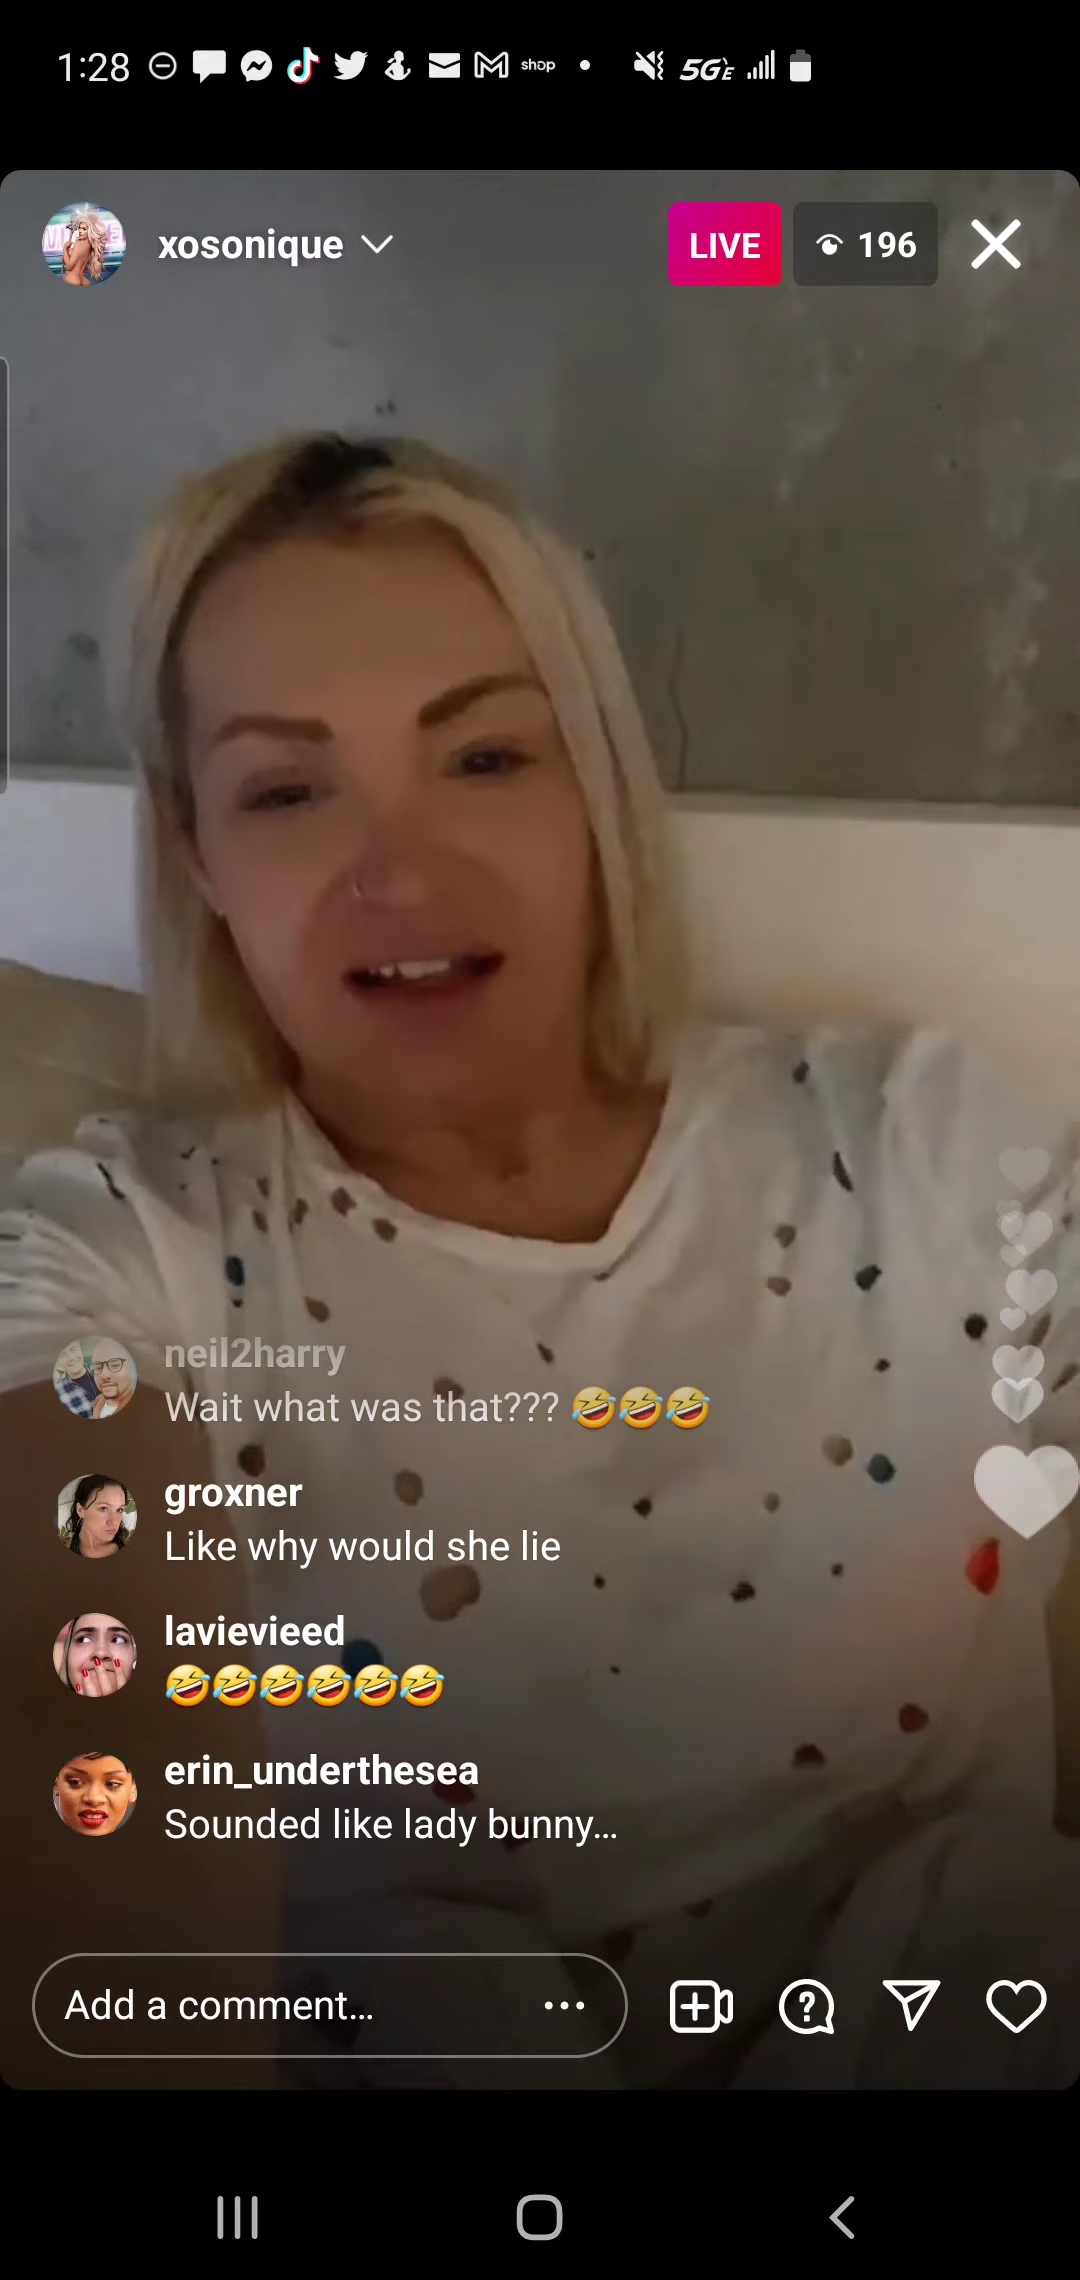 1:28 shop 5GE
xosonique LIVE 196
neil2harry
Wait what was that??? 🤣🤣🤣
groxner
Like why would she lie
lavievieed
🤣🤣🤣🤣🤣🤣
erin_underthesea
Sounded like lady bunny...
Add a comment...